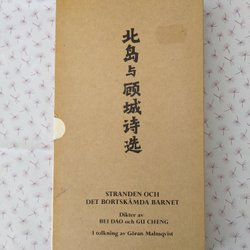 北岛与顾城诗选
STRANDEN OCH
DET BORTSKÄMDA BARNET
Dikter av
BEI DAO och GU CHENG
I tolkning av Göran Malmqvist